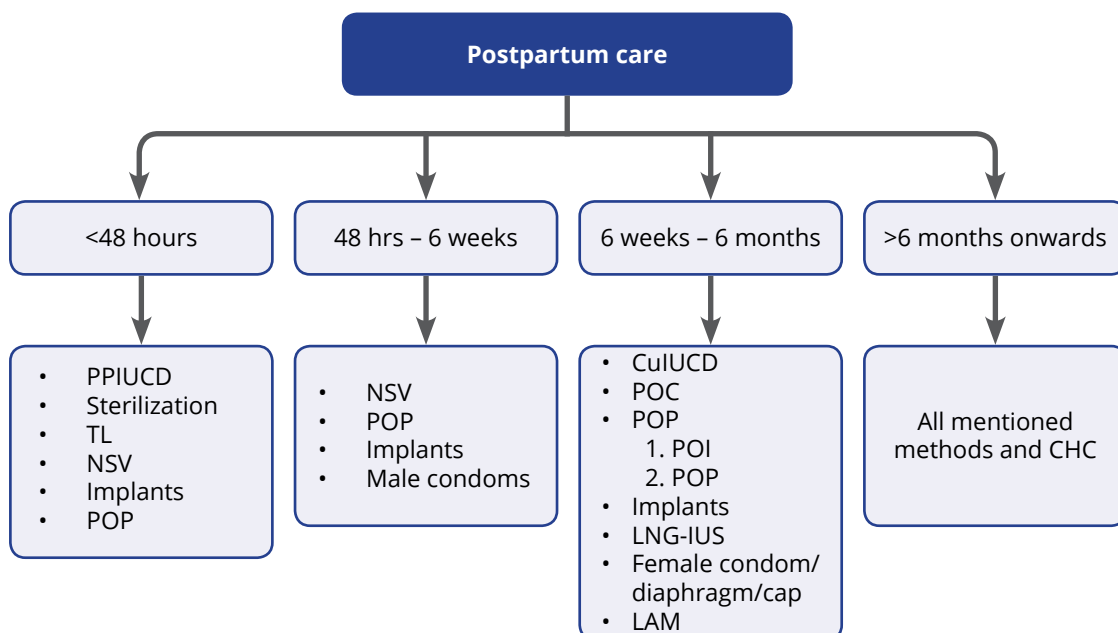 Postpartum care
<48 hours
48 hrs – 6 weeks
6 weeks – 6 months
>6 months onwards
• PPIUCD
• Sterilization
• TL
• NSV
• Implants
• POP
• NSV
• POP
• Implants
• Male condoms
• CuIUCD
• POC
• POP
1. POI
2. POP
• Implants
• LNG-IUS
• Female condom/
diaphragm/cap
• LAM
All mentioned
methods and CHC